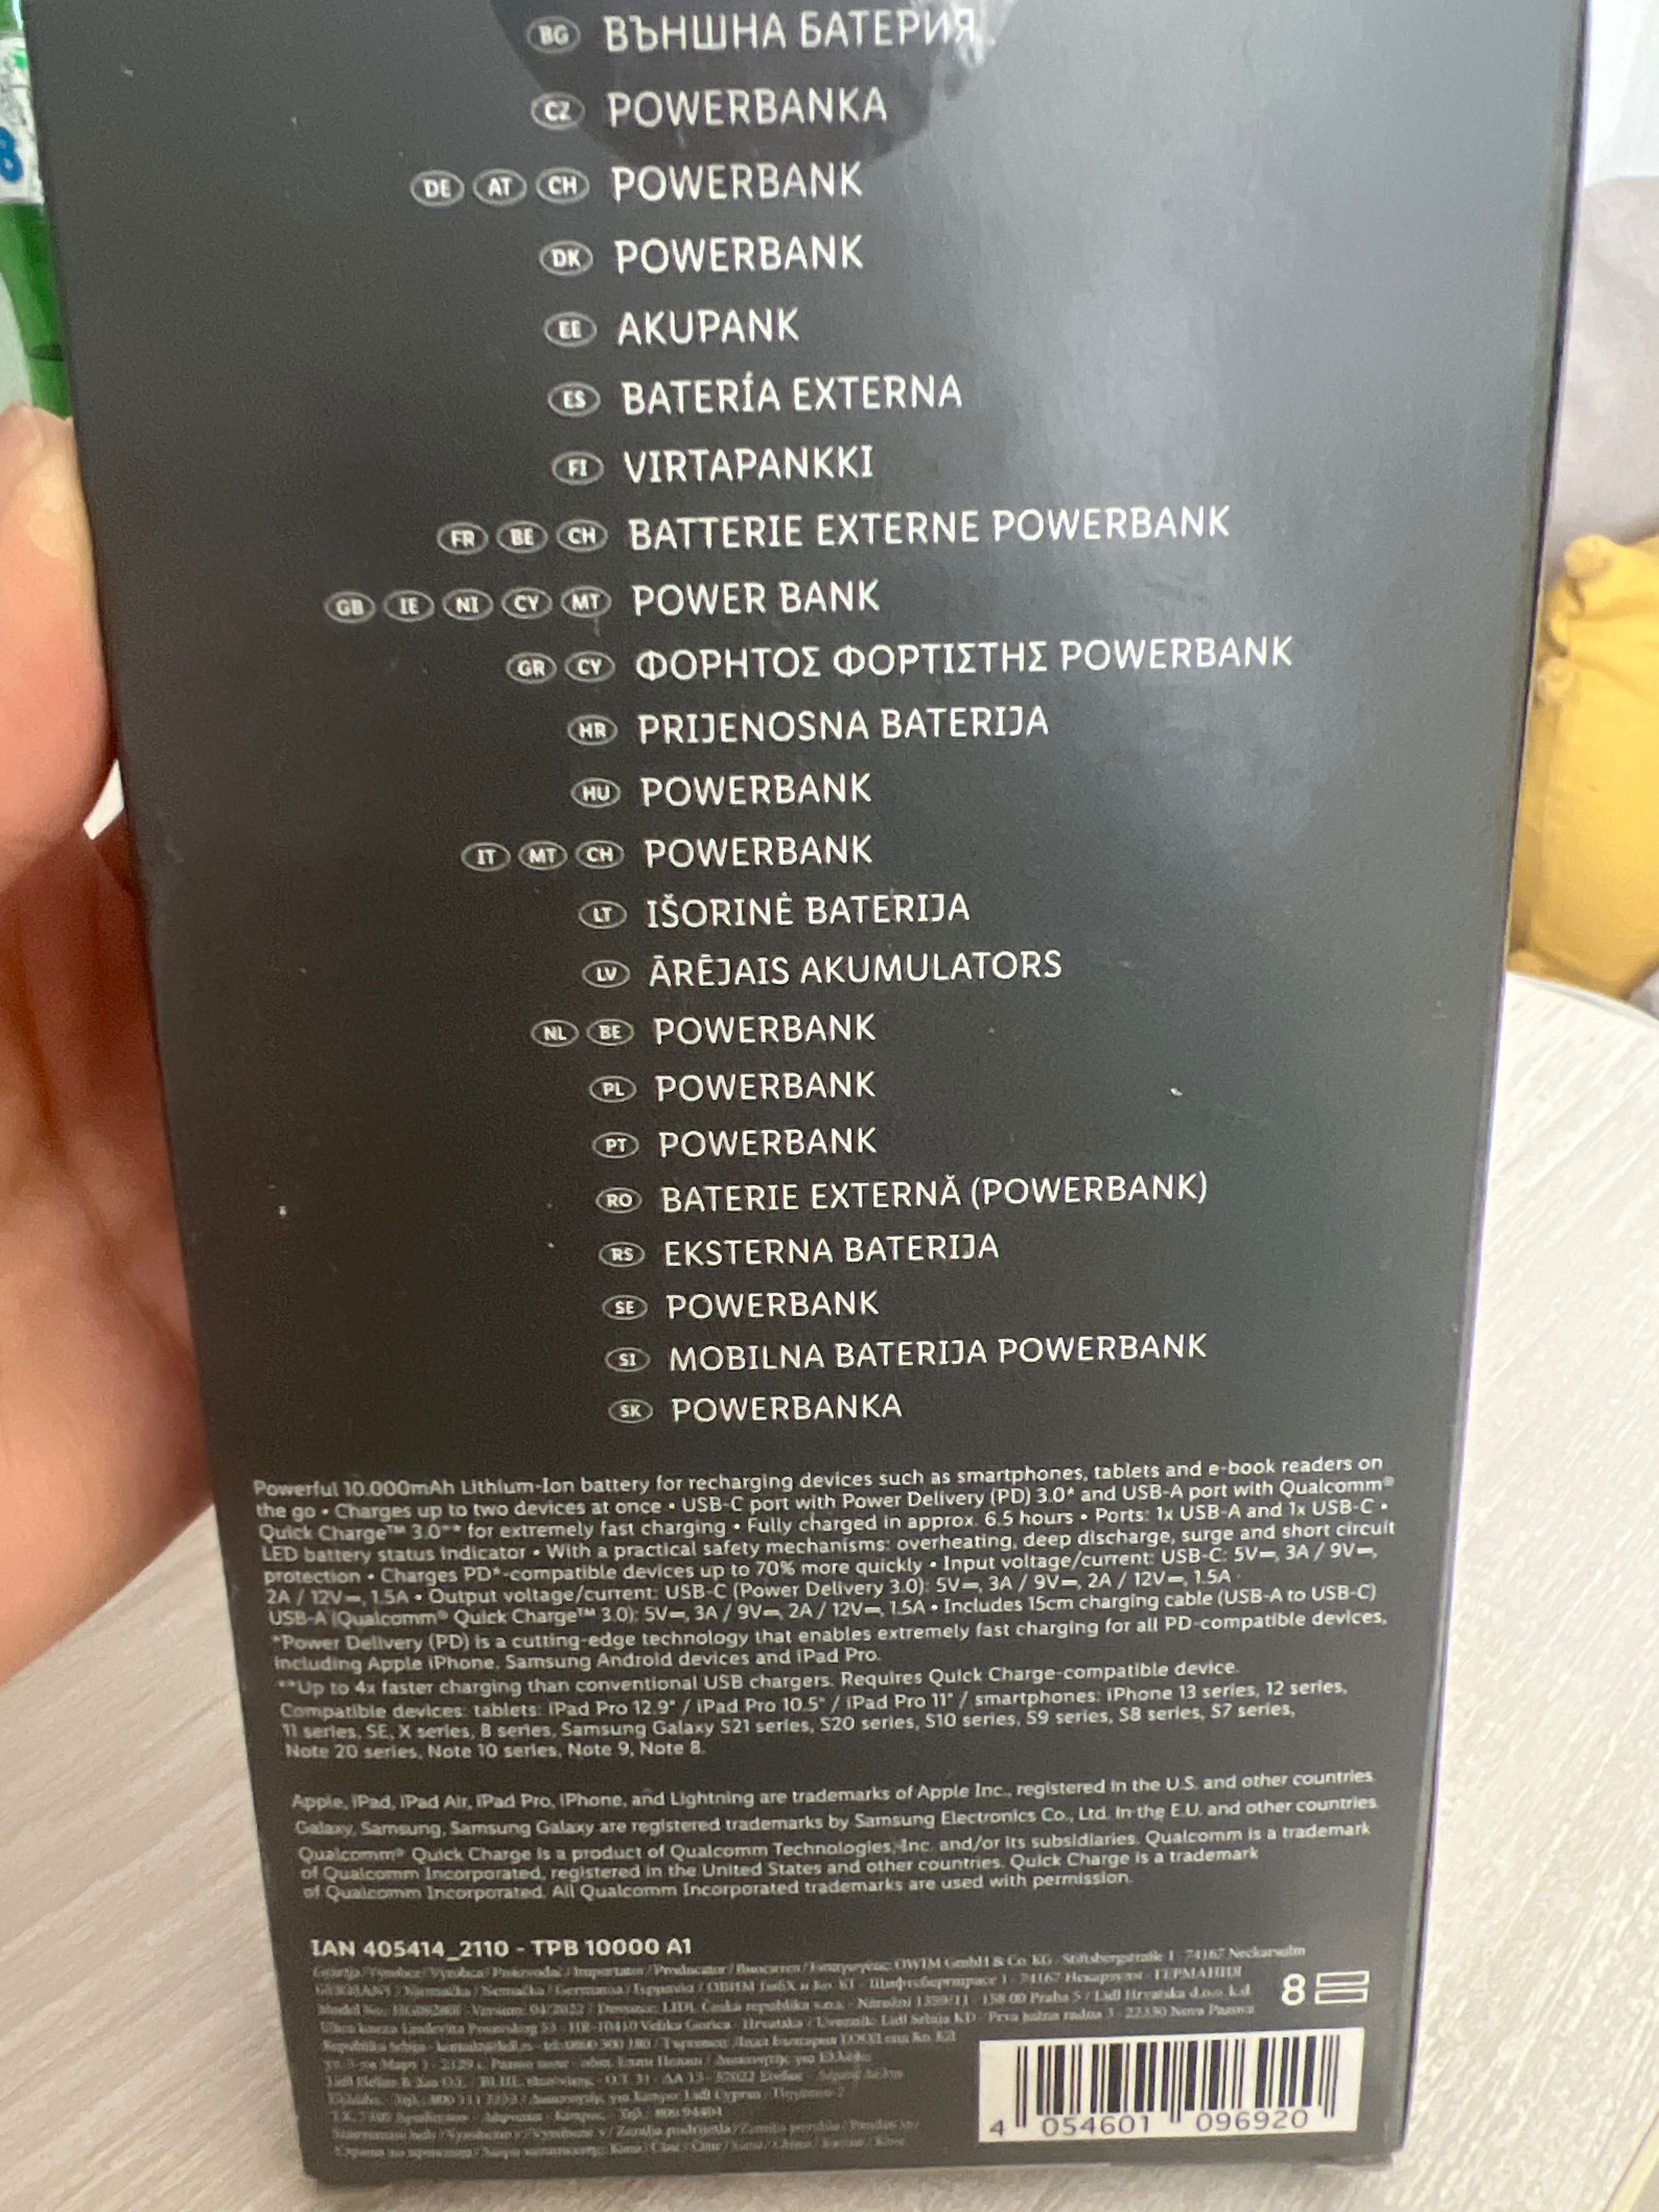 BG ВЪНШНА БАТЕРИЯ
CZ POWERBANKA
DE AT CH POWERBANK
DK POWERBANK
EE AKUPANK
ES BATERÍA EXTERNA
FI VIRTAPANKKI
FR BE CH BATTERIE EXTERNE POWERBANK
GB IE NI CY MT POWER BANK
GR CY ΦΟΡΗΤΟΣ ΦΟΡΤΙΣΤΗΣ POWERBANK
HR PRIJENOSNA BATERIJA
HU POWERBANK
IT MT CH POWERBANK
LT IŠORINĖ BATERIJA
LV ĀRĒJAIS AKUMULATORS
NL BE POWERBANK
PL POWERBANK
PT POWERBANK
RO BATERIE EXTERNĂ (POWERBANK)
RS EKSTERNA BATERIJA
SE POWERBANK
SI MOBILNA BATERIJA POWERBANK
SK POWERBANKA
Powerful 10.000mAh Lithium-Ion battery for recharging devices such as smartphones, tablets and e-book readers on
the go • Charges up to two devices at once • USB-C port with Power Delivery (PD) 3.0* and USB-A port with Qualcomm®
Quick Charge™ 3.0** for extremely fast charging • Fully charged in approx. 6.5 hours • Ports: 1x USB-A and 1x USB-C •
LED battery status indicator • With a practical safety mechanisms: overheating, deep discharge, surge and short circuit
protection • Charges PD*-compatible devices up to 70% more quickly • Input voltage/current: USB-C: 5V⎓, 3A / 9V⎓,
2A / 12V⎓, 1.5A • Output voltage/current: USB-C (Power Delivery 3.0): 5V⎓, 3A / 9V⎓, 2A / 12V⎓, 1.5A ·
USB-A (Qualcomm® Quick Charge™ 3.0): 5V⎓, 3A / 9V⎓, 2A / 12V⎓, 1.5A • Includes 15cm charging cable (USB-A to USB-C)
*Power Delivery (PD) is a cutting-edge technology that enables extremely fast charging for all PD-compatible devices,
including Apple iPhone, Samsung Android devices and iPad Pro.
**Up to 4x faster charging than conventional USB chargers. Requires Quick Charge-compatible device.
Compatible devices: tablets: iPad Pro 12.9" / iPad Pro 10.5" / iPad Pro 11" / smartphones: iPhone 13 series, 12 series,
11 series, SE, X series, 8 series, Samsung Galaxy S21 series, S20 series, S10 series, S9 series, S8 series, S7 series,
Note 20 series, Note 10 series, Note 9, Note 8.
Apple, iPad, iPad Air, iPad Pro, iPhone, and Lightning are trademarks of Apple Inc., registered in the U.S. and other countries.
Galaxy, Samsung, Samsung Galaxy are registered trademarks by Samsung Electronics Co., Ltd. in the E.U. and other countries.
Qualcomm® Quick Charge is a product of Qualcomm Technologies, Inc. and/or its subsidiaries. Qualcomm is a trademark
of Qualcomm Incorporated, registered in the United States and other countries. Quick Charge is a trademark
of Qualcomm Incorporated. All Qualcomm Incorporated trademarks are used with permission.
IAN 405414_2110 - TPB 10000 A1
OWIM GmbH & Co. KG · Stiftsbergstraße 1 · 74167 Neckarsulm
8
4 054601 096920